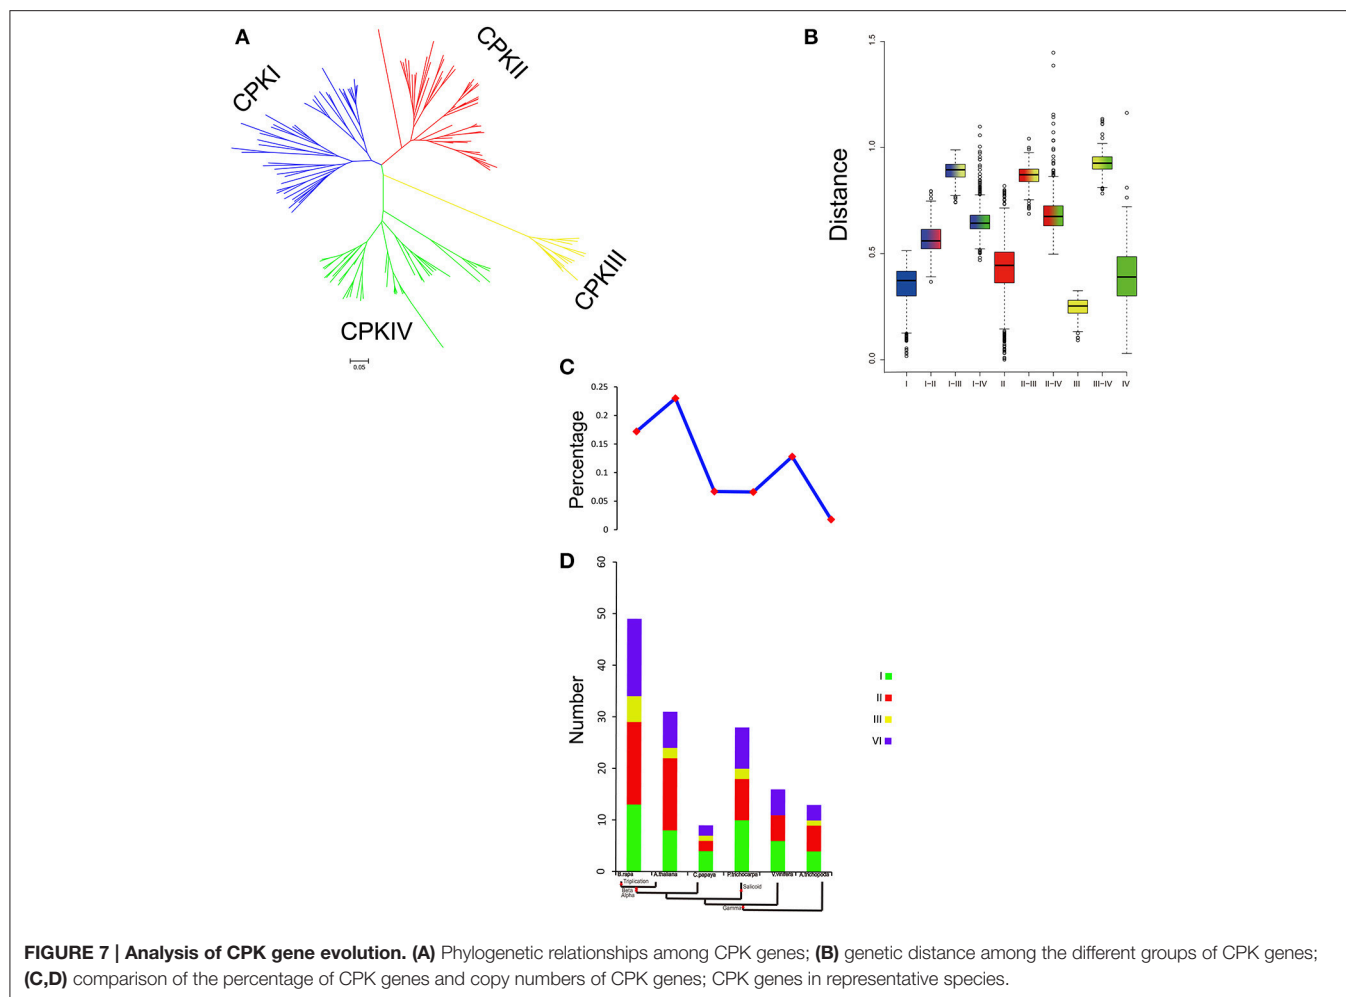 A
CPKI
CPKII
CPKIII
CPKIV
0.05
B
Distance
1.5
1.0
0.5
0.0
I
I-II
I-III
I-IV
II
II-III
II-IV
III
III-IV
IV
C
Percentage
0.25
0.2
0.15
0.1
0.05
0
D
Number
60
50
40
30
20
10
0
I
II
III
VI
B.rapa
A.thaliana
C.papaya
P.trichocarpa
V.vinifera
A.trichopoda
Triplication
Beta
Alpha
Salicoid
Gamma
FIGURE 7 | Analysis of CPK gene evolution. (A) Phylogenetic relationships among CPK genes; (B) genetic distance among the different groups of CPK genes;
(C,D) comparison of the percentage of CPK genes and copy numbers of CPK genes; CPK genes in representative species.